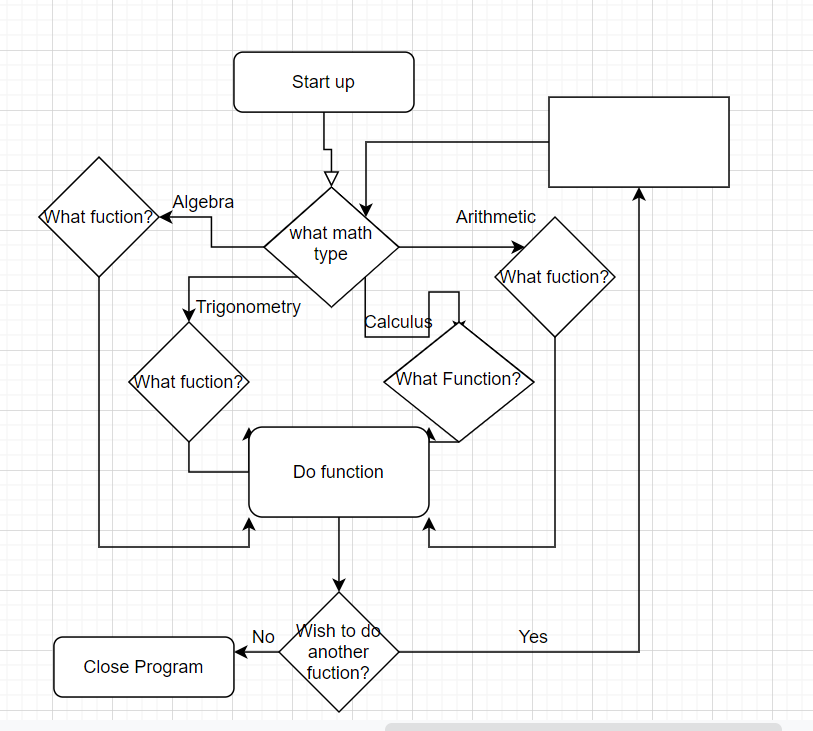 Start up
Algebra
What fuction?
what math
type
Arithmetic
What fuction?
Trigonometry
Calculus
What fuction?
What Function?
Do function
Wish to do
another
fuction?
No
Yes
Close Program